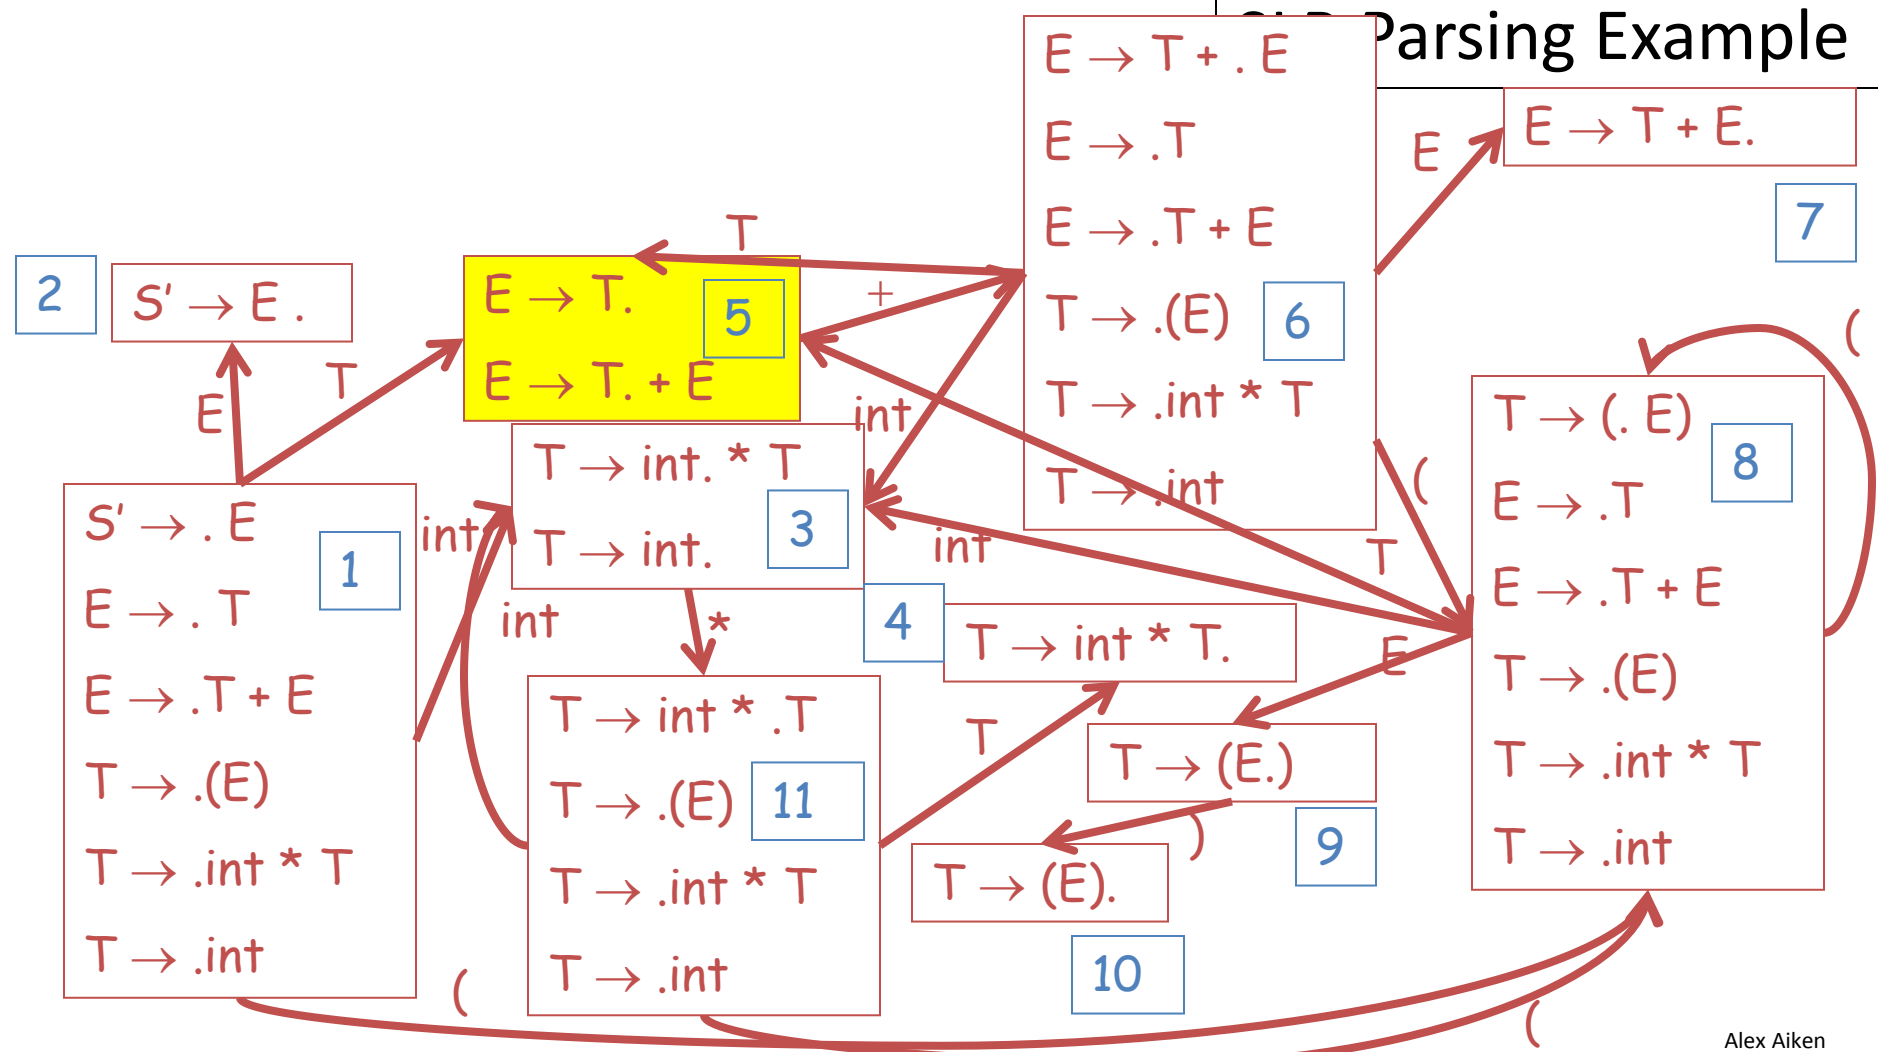 Parsing Example
E → T + . E
E → .T
E → .T + E
T → .(E)
T → .int * T
T → .int
6
E
E → T + E.
7
2
S' → E .
T
E → T.
E → T. + E
5
+
(
E
T
int
T → int. * T
T → int.
3
int
int
int
*
S' → . E
E → . T
E → .T + E
T → .(E)
T → .int * T
T → .int
1
(
T → int * .T
T → .(E)
T → .int * T
T → .int
11
T
4
T → int * T.
(
T
E
T → (E.)
9
)
T → (E).
10
T → (. E)
E → .T
E → .T + E
T → .(E)
T → .int * T
T → .int
8
(
Alex Aiken